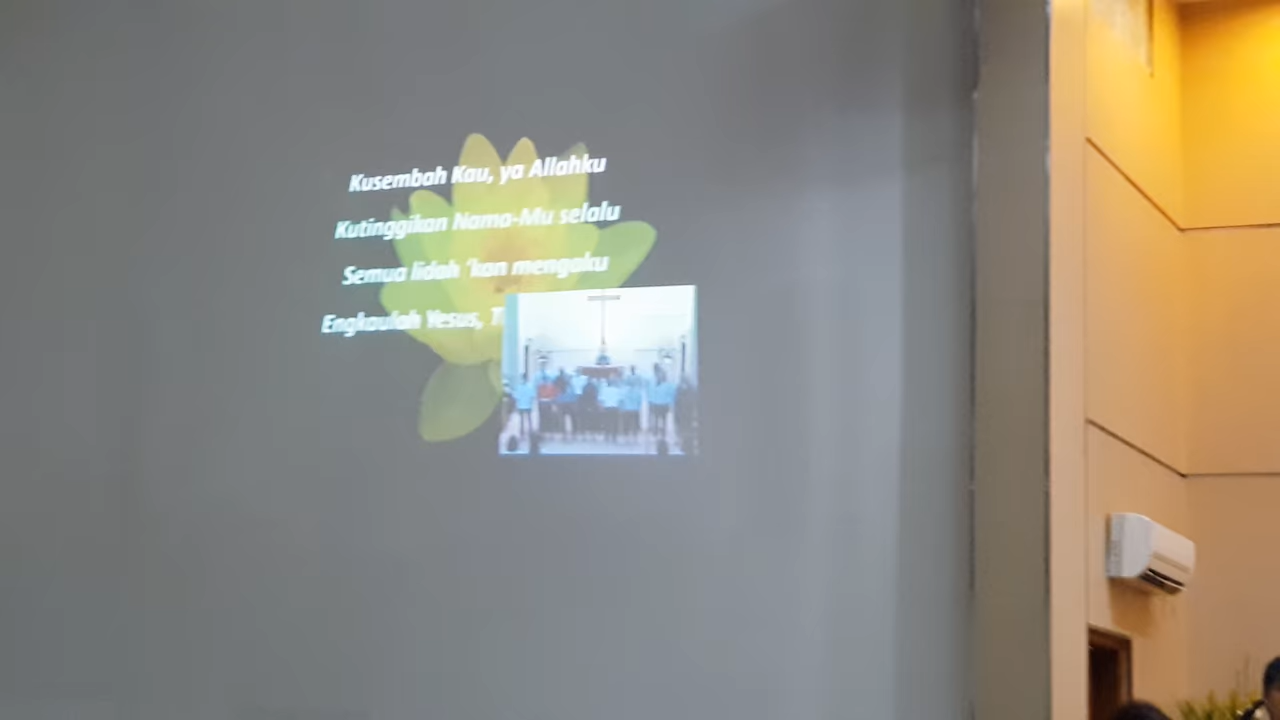 Kusembah Kau, ya Allahku
Kutinggikan Nama-Mu selalu
Semua lidah 'kan mengaku
Engkaulah Yesus, T